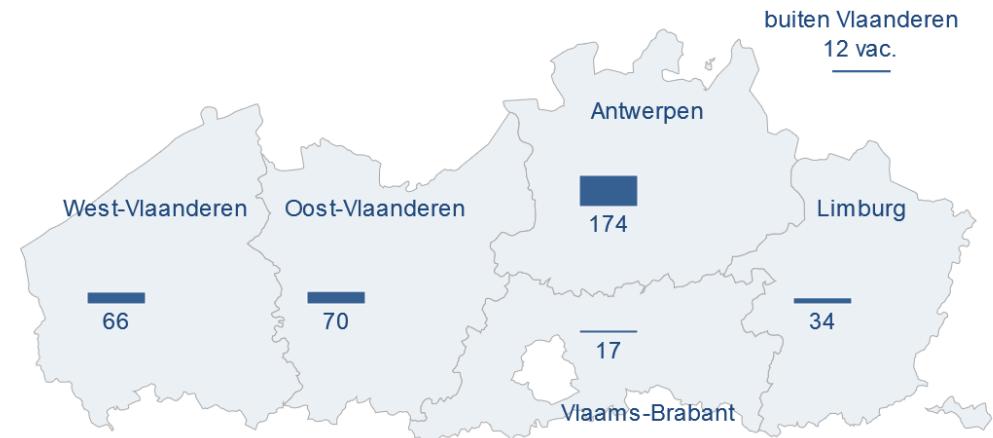 buiten Vlaanderen
12 vac.
Antwerpen
174
West-Vlaanderen
66
Oost-Vlaanderen
70
Limburg
34
17
Vlaams-Brabant